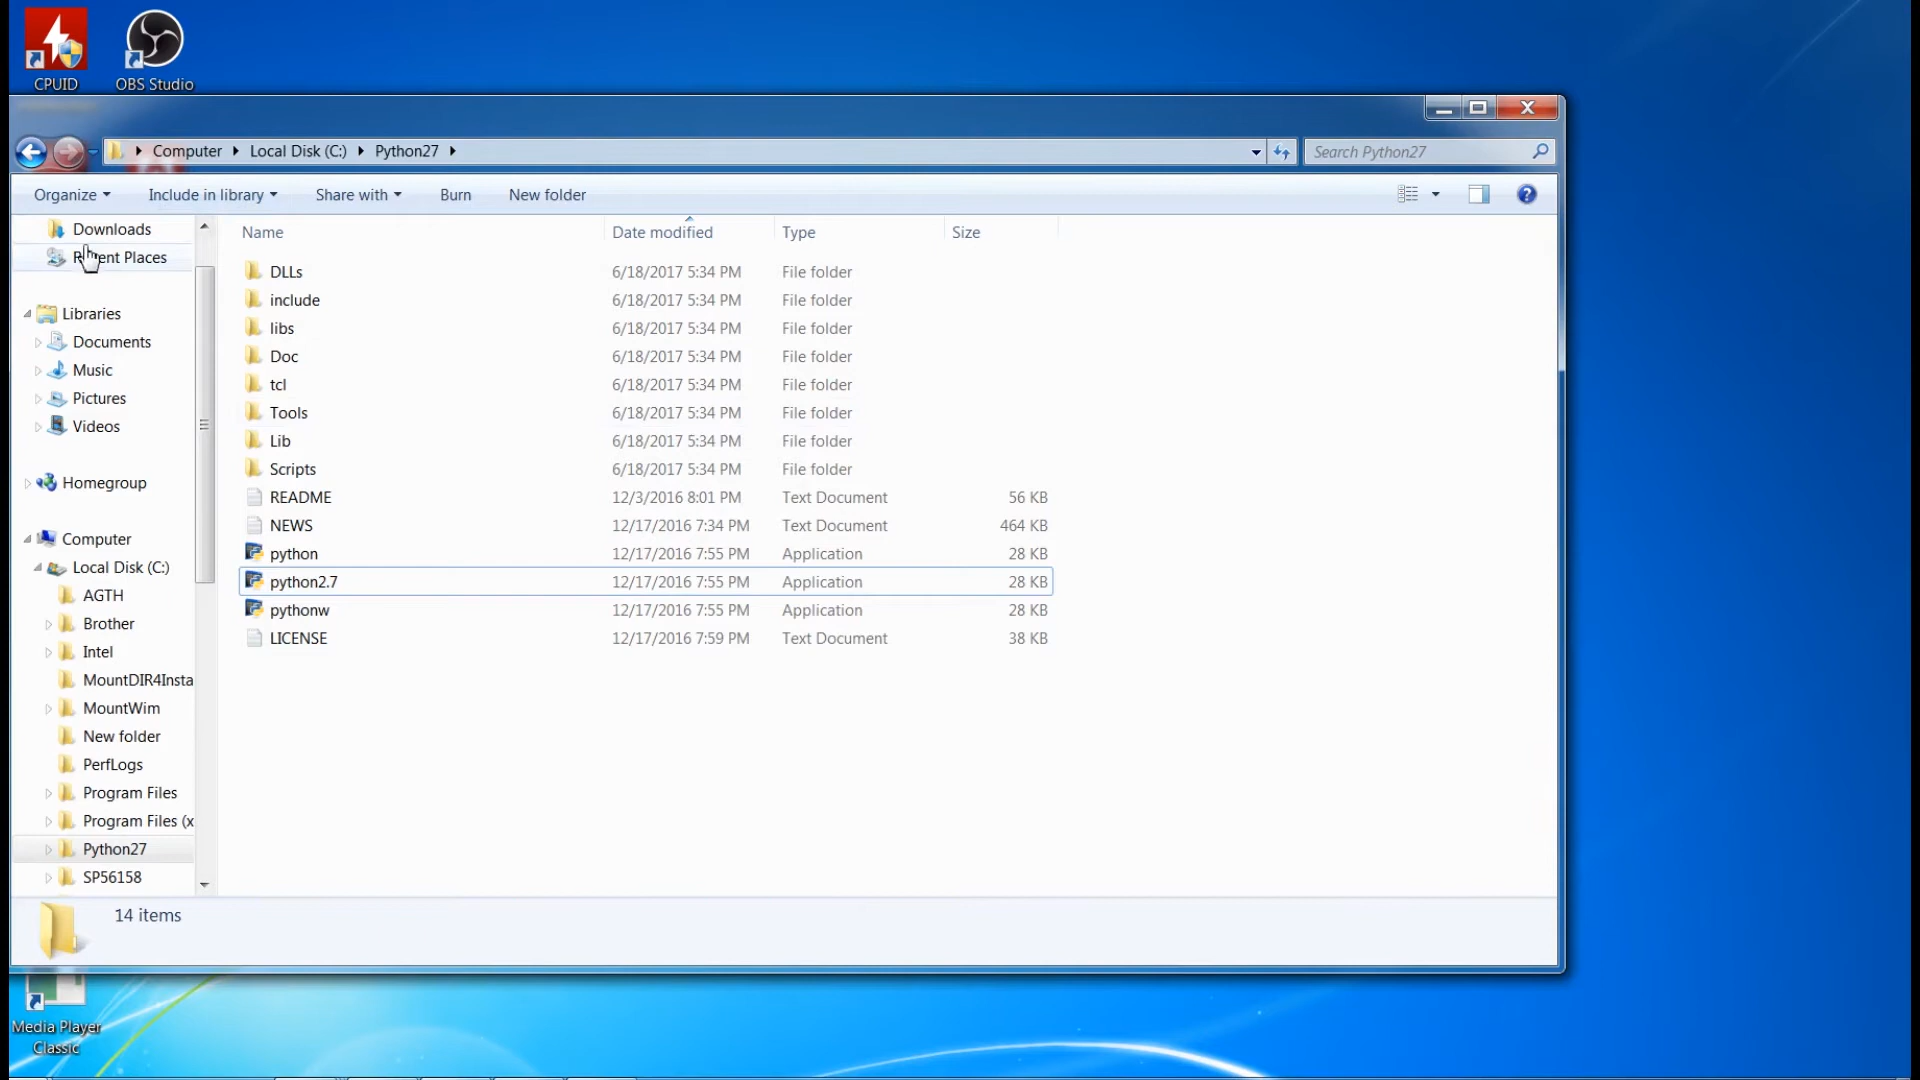 CPUID
OBS Studio
Computer Local Disk (C:) Python27
Search Python27
Organize Include in library Share with Burn New folder
Downloads
Recent Places
Libraries
Documents
Music
Pictures
Videos
Homegroup
Computer
Local Disk (C:)
AGTH
Brother
Intel
MountDIR4Insta
MountWim
New folder
PerfLogs
Program Files
Program Files (x
Python27
SP56158
Name Date modified Type Size
DLLs 6/18/2017 5:34 PM File folder
include 6/18/2017 5:34 PM File folder
libs 6/18/2017 5:34 PM File folder
Doc 6/18/2017 5:34 PM File folder
tcl 6/18/2017 5:34 PM File folder
Tools 6/18/2017 5:34 PM File folder
Lib 6/18/2017 5:34 PM File folder
Scripts 6/18/2017 5:34 PM File folder
README 12/3/2016 8:01 PM Text Document 56 KB
NEWS 12/17/2016 7:34 PM Text Document 464 KB
python 12/17/2016 7:55 PM Application 28 KB
python2.7 12/17/2016 7:55 PM Application 28 KB
pythonw 12/17/2016 7:55 PM Application 28 KB
LICENSE 12/17/2016 7:59 PM Text Document 38 KB
14 items
Media Player
Classic